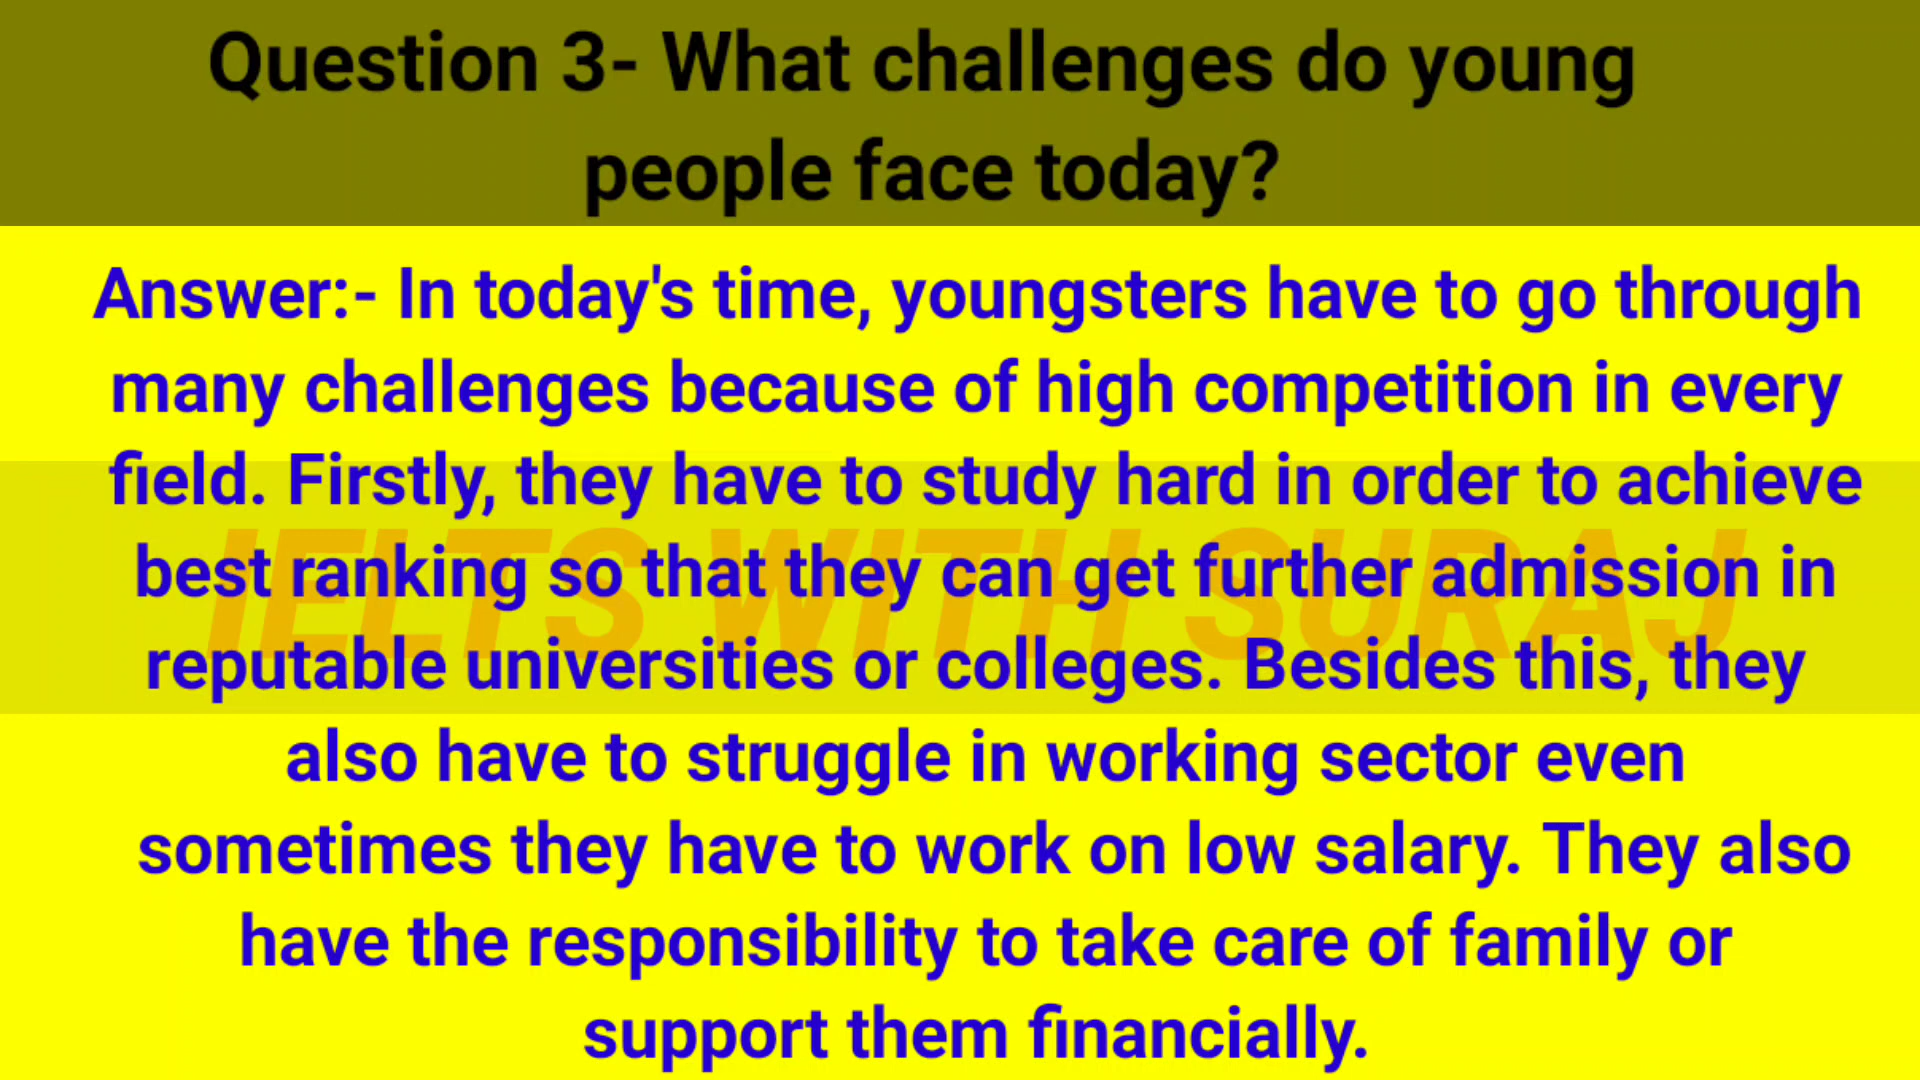 Question 3- What challenges do young
people face today?
Answer:- In today's time, youngsters have to go through
many challenges because of high competition in every
field. Firstly, they have to study hard in order to achieve
best ranking so that they can get further admission in
IELTS WITH SURAJ
reputable universities or colleges. Besides this, they
also have to struggle in working sector even
sometimes they have to work on low salary. They also
have the responsibility to take care of family or
support them financially.